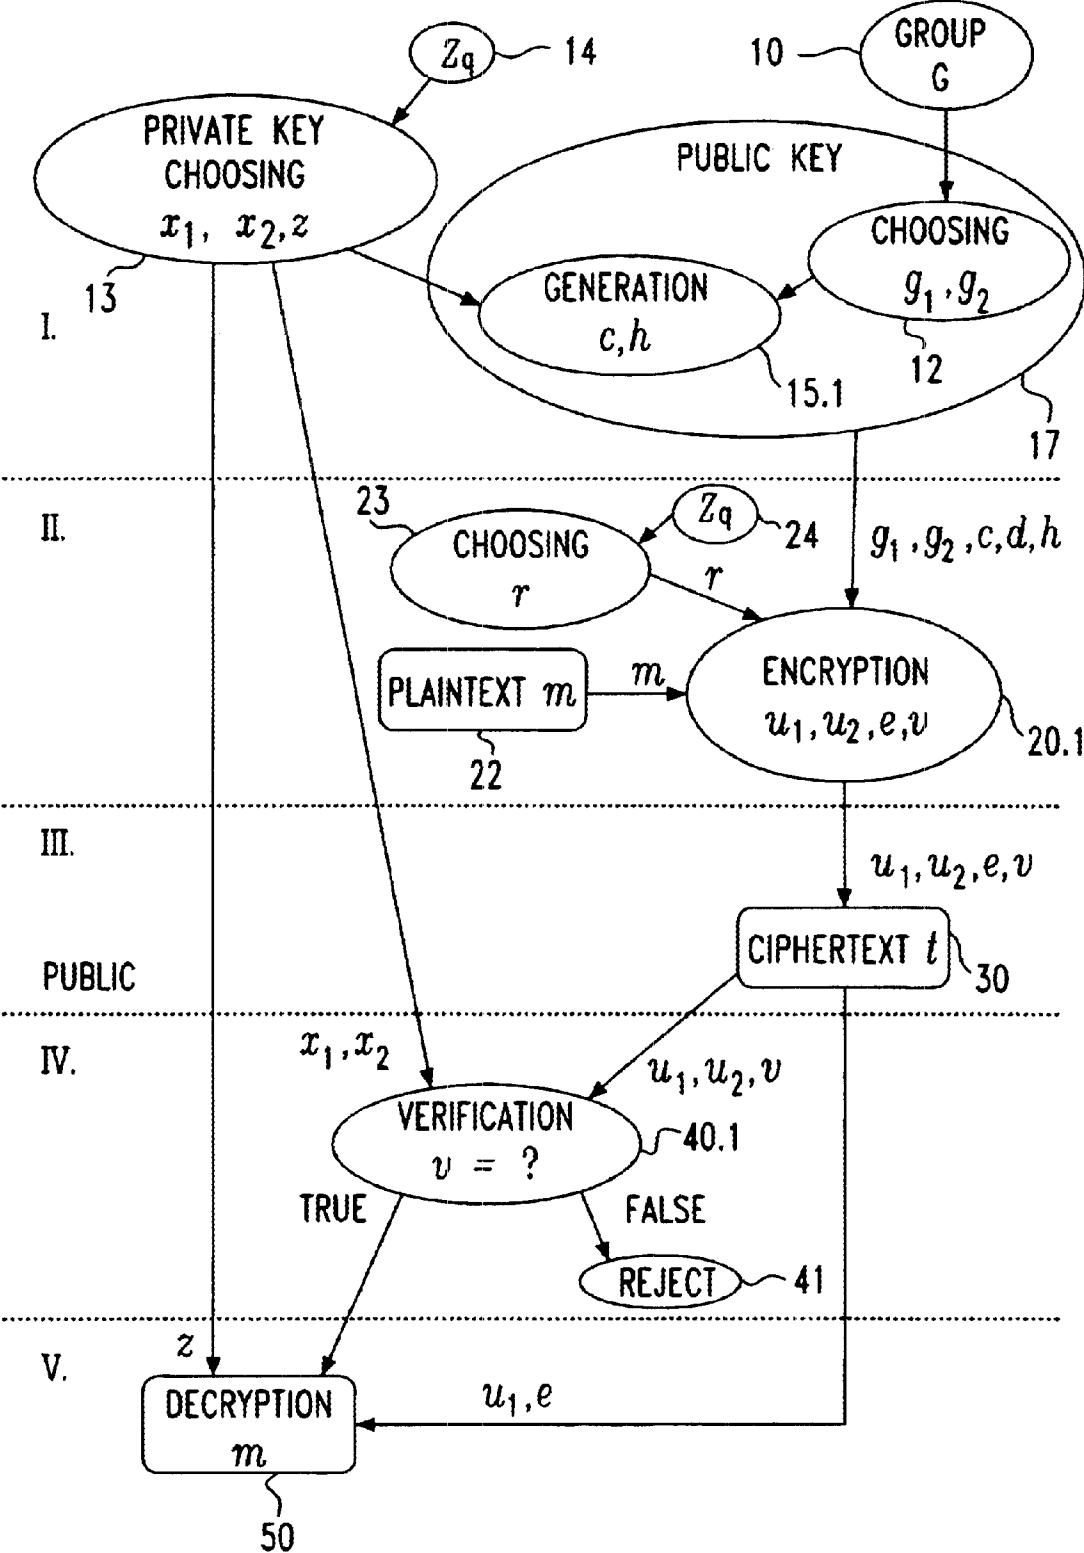 Zq
14
10
GROUP
G
PRIVATE KEY
CHOOSING
x1, x2,z
13
PUBLIC KEY
CHOOSING
g1,g2
12
GENERATION
c,h
15.1
17
I.
II.
23
CHOOSING
r
Zq
24
g1,g2,c,d,h
r
PLAINTEXT m
22
m
ENCRYPTION
u1,u2,e,v
20.1
III.
u1,u2,e,v
CIPHERTEXT t
30
PUBLIC
IV.
x1,x2
u1,u2,v
VERIFICATION
v = ?
40.1
TRUE
FALSE
REJECT
41
V.
z
DECRYPTION
m
u1,e
50